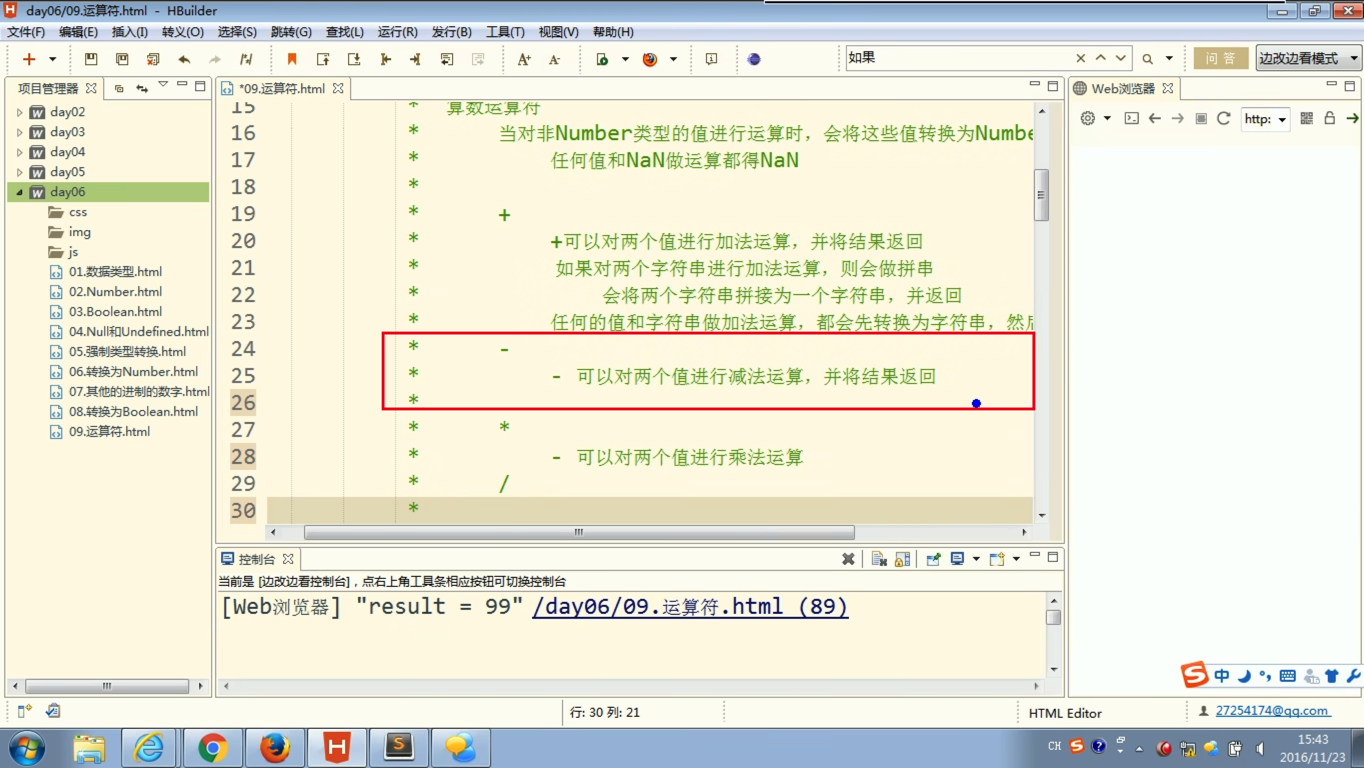 day06/09.运算符.html - HBuilder
文件(F) 编辑(E) 插入(I) 转义(O) 选择(S) 跳转(G) 查找(L) 运行(R) 发行(B) 工具(T) 视图(V) 帮助(H)
如果
问答
边改边看模式
项目管理器
day02
day03
day04
day05
day06
css
img
js
01.数据类型.html
02.Number.html
03.Boolean.html
04.Null和Undefined.html
05.强制类型转换.html
06.转换为Number.html
07.其他的进制的数字.html
08.转换为Boolean.html
09.运算符.html
*09.运算符.html
15 * 算数运算符
16 * 当对非Number类型的值进行运算时，会将这些值转换为Numbe
17 * 任何值和NaN做运算都得NaN
18 *
19 * +
20 * +可以对两个值进行加法运算，并将结果返回
21 * 如果对两个字符串进行加法运算，则会做拼串
22 * 会将两个字符串拼接为一个字符串，并返回
23 * 任何的值和字符串做加法运算，都会先转换为字符串，然后
24 * -
25 * - 可以对两个值进行减法运算，并将结果返回
26 *
27 * *
28 * - 可以对两个值进行乘法运算
29 * /
30 *
控制台
当前是 [边改边看控制台]，点右上角工具条相应按钮可切换控制台
[Web浏览器] "result = 99" /day06/09.运算符.html (89)
Web浏览器
http:
中
行: 30 列: 21
HTML Editor
27254174@qq.com
CH
15:43
2016/11/23